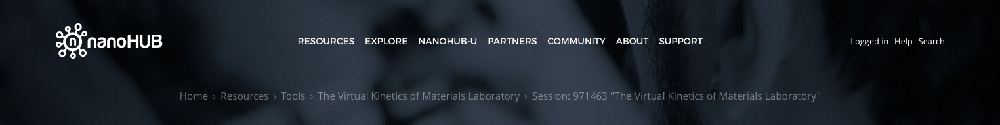 n nanoHUB RESOURCES EXPLORE NANOHUB-U PARTNERS COMMUNITY ABOUT SUPPORT Logged in Help Search
Home › Resources › Tools › The Virtual Kinetics of Materials Laboratory › Session: 971463 "The Virtual Kinetics of Materials Laboratory"